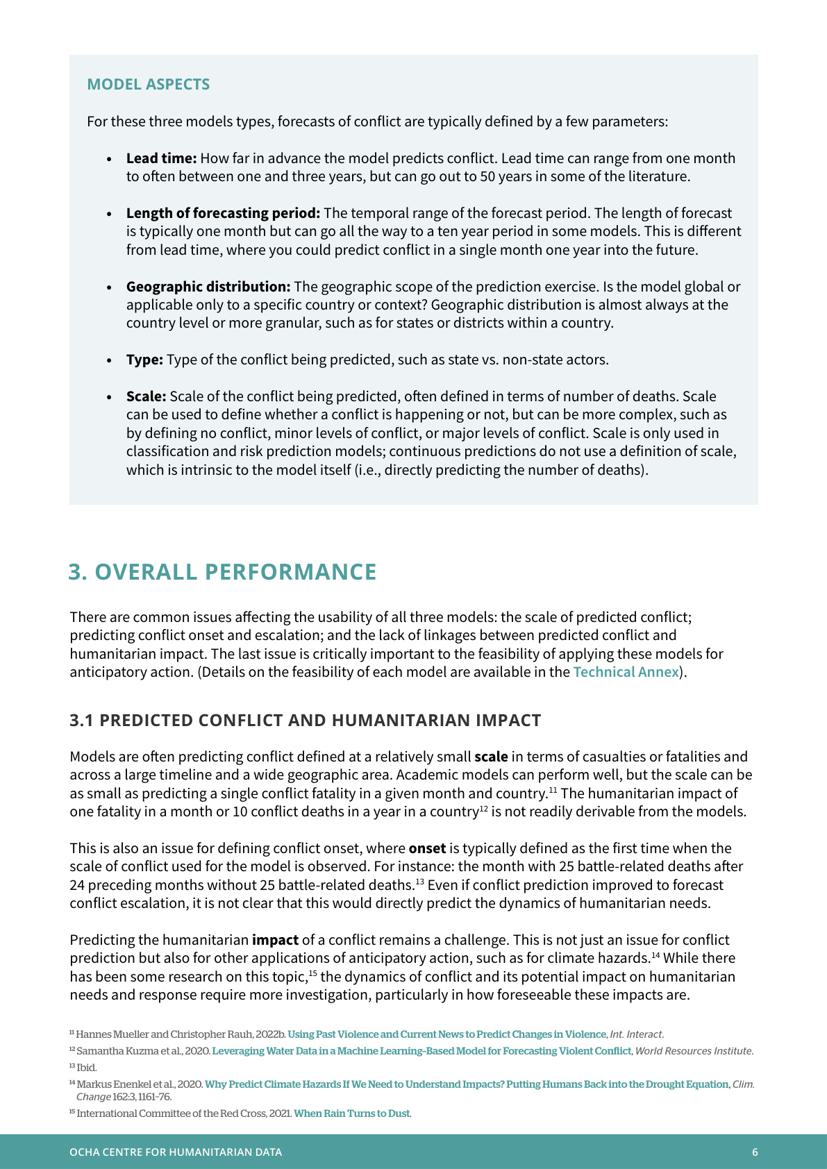 MODEL ASPECTS
For these three models types, forecasts of conflict are typically defined by a few parameters:
• Lead time: How far in advance the model predicts conflict. Lead time can range from one month
to often between one and three years, but can go out to 50 years in some of the literature.
• Length of forecasting period: The temporal range of the forecast period. The length of forecast
is typically one month but can go all the way to a ten year period in some models. This is different
from lead time, where you could predict conflict in a single month one year into the future.
• Geographic distribution: The geographic scope of the prediction exercise. Is the model global or
applicable only to a specific country or context? Geographic distribution is almost always at the
country level or more granular, such as for states or districts within a country.
• Type: Type of the conflict being predicted, such as state vs. non-state actors.
• Scale: Scale of the conflict being predicted, often defined in terms of number of deaths. Scale
can be used to define whether a conflict is happening or not, but can be more complex, such as
by defining no conflict, minor levels of conflict, or major levels of conflict. Scale is only used in
classification and risk prediction models; continuous predictions do not use a definition of scale,
which is intrinsic to the model itself (i.e., directly predicting the number of deaths).
3. OVERALL PERFORMANCE
There are common issues affecting the usability of all three models: the scale of predicted conflict;
predicting conflict onset and escalation; and the lack of linkages between predicted conflict and
humanitarian impact. The last issue is critically important to the feasibility of applying these models for
anticipatory action. (Details on the feasibility of each model are available in the Technical Annex).
3.1 PREDICTED CONFLICT AND HUMANITARIAN IMPACT
Models are often predicting conflict defined at a relatively small scale in terms of casualties or fatalities and
across a large timeline and a wide geographic area. Academic models can perform well, but the scale can be
as small as predicting a single conflict fatality in a given month and country.¹¹ The humanitarian impact of
one fatality in a month or 10 conflict deaths in a year in a country¹² is not readily derivable from the models.
This is also an issue for defining conflict onset, where onset is typically defined as the first time when the
scale of conflict used for the model is observed. For instance: the month with 25 battle-related deaths after
24 preceding months without 25 battle-related deaths.¹³ Even if conflict prediction improved to forecast
conflict escalation, it is not clear that this would directly predict the dynamics of humanitarian needs.
Predicting the humanitarian impact of a conflict remains a challenge. This is not just an issue for conflict
prediction but also for other applications of anticipatory action, such as for climate hazards.¹⁴ While there
has been some research on this topic,¹⁵ the dynamics of conflict and its potential impact on humanitarian
needs and response require more investigation, particularly in how foreseeable these impacts are.
¹¹ Hannes Mueller and Christopher Rauh, 2022b. Using Past Violence and Current News to Predict Changes in Violence, Int. Interact.
¹² Samantha Kuzma et al., 2020. Leveraging Water Data in a Machine Learning–Based Model for Forecasting Violent Conflict, World Resources Institute.
¹³ Ibid.
¹⁴ Markus Enenkel et al., 2020. Why Predict Climate Hazards If We Need to Understand Impacts? Putting Humans Back into the Drought Equation, Clim.
Change 162:3, 1161–76.
¹⁵ International Committee of the Red Cross, 2021. When Rain Turns to Dust.
OCHA CENTRE FOR HUMANITARIAN DATA 6